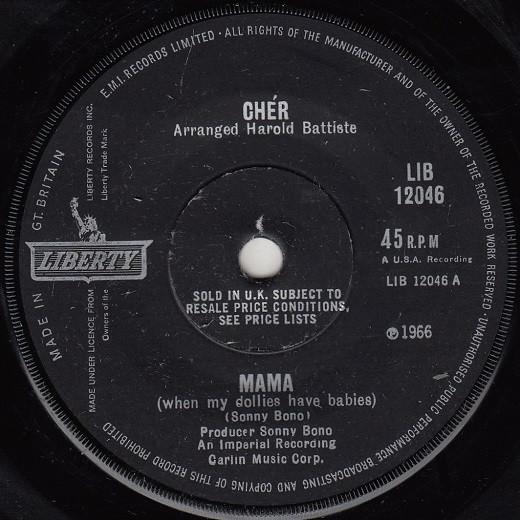 E.M.I. RECORDS LIMITED · ALL RIGHTS OF THE MANUFACTURER AND OF THE OWNER OF THE RECORDED WORK RESERVED · UNAUTHORISED PUBLIC PERFORMANCE BROADCASTING AND COPYING OF THIS RECORD PROHIBITED
MADE IN GT. BRITAIN
CHÉR
Arranged Harold Battiste
LIBERTY RECORDS INC.
Liberty Trade Mark
LIBERTY
MADE UNDER LICENCE FROM
Owners of the
LIB
12046
45 R.P.M
A U.S.A. Recording
LIB 12046 A
℗1966
SOLD IN U.K. SUBJECT TO
RESALE PRICE CONDITIONS,
SEE PRICE LISTS
MAMA
(when my dollies have babies)
(Sonny Bono)
Producer Sonny Bono
An Imperial Recording
Carlin Music Corp.